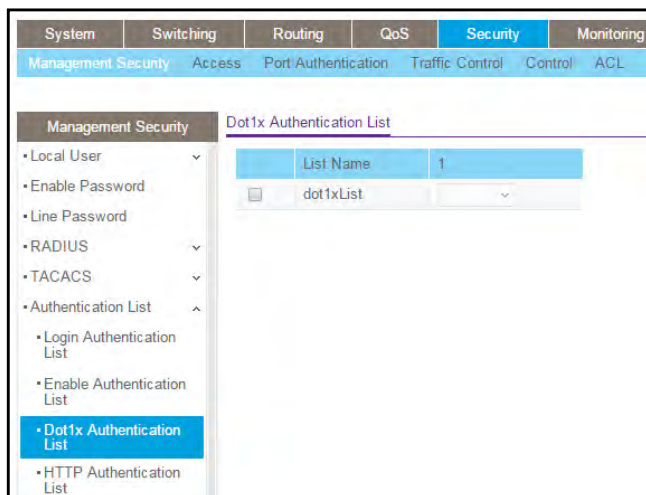 System Switching Routing QoS Security Monitoring
Management Security Access Port Authentication Traffic Control Control ACL
Management Security
Dot1x Authentication List
Local User
Enable Password
Line Password
RADIUS
TACACS
Authentication List
Login Authentication
List
Enable Authentication
List
Dot1x Authentication
List
HTTP Authentication
List
List Name 1
dot1xList